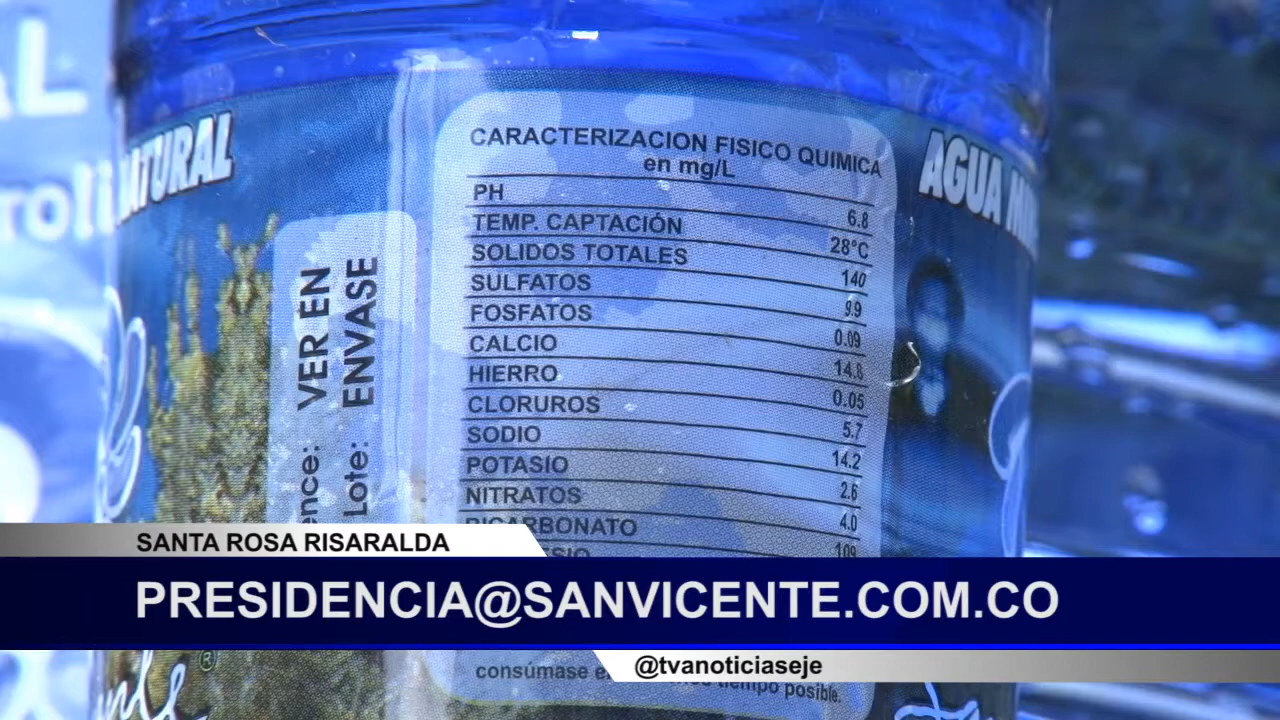 NATURAL
VER EN
Lote: ENVASE
CARACTERIZACION FISICO QUIMICA
en mg/L
PH 6.8
TEMP. CAPTACIÓN 28°C
SOLIDOS TOTALES 140
SULFATOS 9.9
FOSFATOS 0.09
CALCIO 14.8
HIERRO 0.05
CLORUROS 5.7
SODIO 14.2
POTASIO 2.6
NITRATOS 4.0
BICARBONATO 109
AGUA
SANTA ROSA RISARALDA
PRESIDENCIA@SANVICENTE.COM.CO
@tvanoticiaseje
consúmase
tiempo posible.